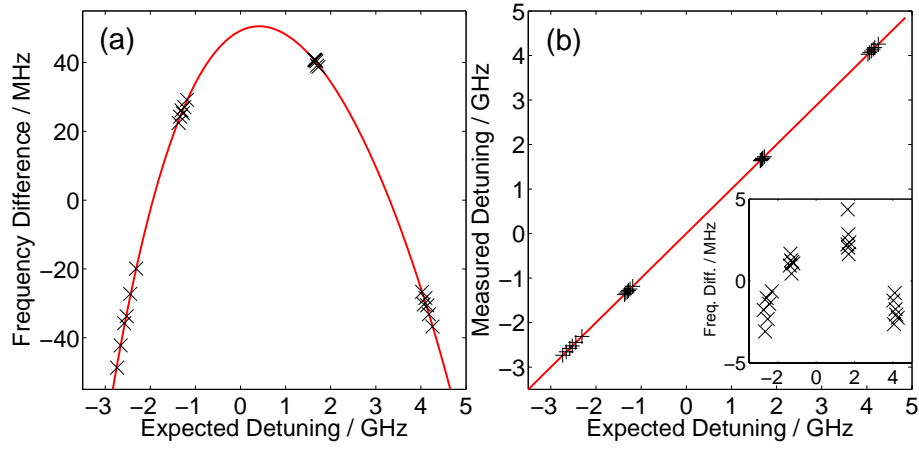 (a)
Frequency Difference / MHz
40
20
0
−20
−40
−3 −2 −1 0 1 2 3 4 5
Expected Detuning / GHz
(b)
Measured Detuning / GHz
5
4
3
2
1
0
−1
−2
−3
−3 −2 −1 0 1 2 3 4 5
Expected Detuning / GHz
Freq. Diff. / MHz
5
0
−5
−2 0 2 4